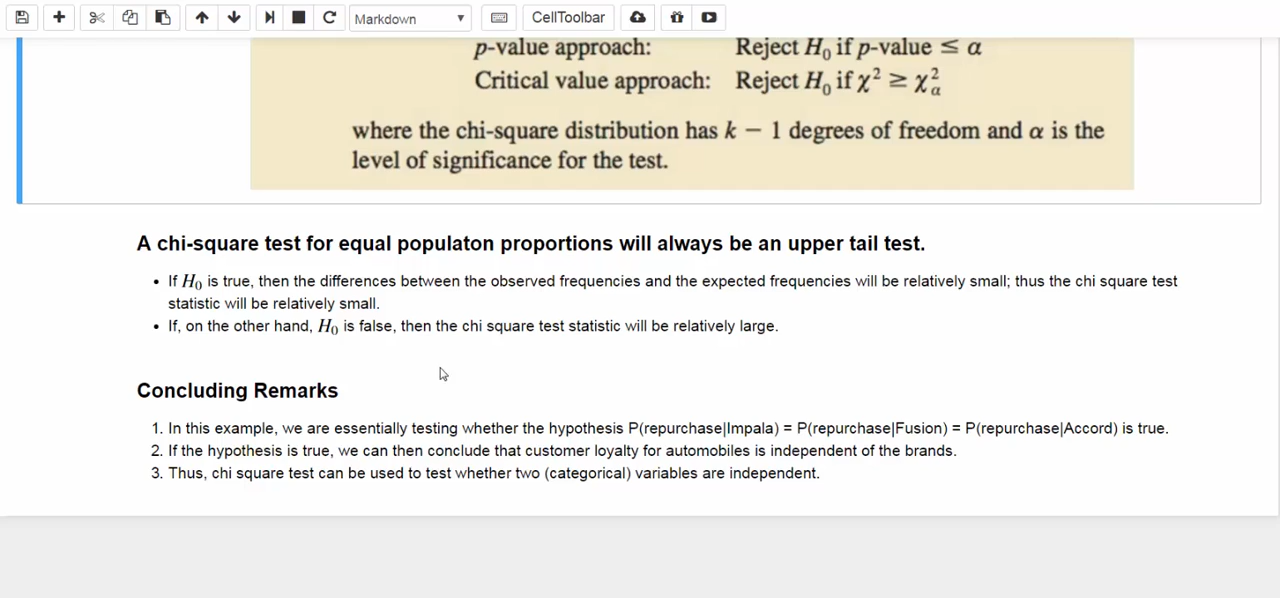 Markdown
CellToolbar
p-value approach: Reject H₀ if p-value ≤ α
Critical value approach: Reject H₀ if χ² ≥ χ²α
where the chi-square distribution has k − 1 degrees of freedom and α is the
level of significance for the test.
A chi-square test for equal populaton proportions will always be an upper tail test.
• If H₀ is true, then the differences between the observed frequencies and the expected frequencies will be relatively small; thus the chi square test
statistic will be relatively small.
• If, on the other hand, H₀ is false, then the chi square test statistic will be relatively large.
Concluding Remarks
1. In this example, we are essentially testing whether the hypothesis P(repurchase|Impala) = P(repurchase|Fusion) = P(repurchase|Accord) is true.
2. If the hypothesis is true, we can then conclude that customer loyalty for automobiles is independent of the brands.
3. Thus, chi square test can be used to test whether two (categorical) variables are independent.